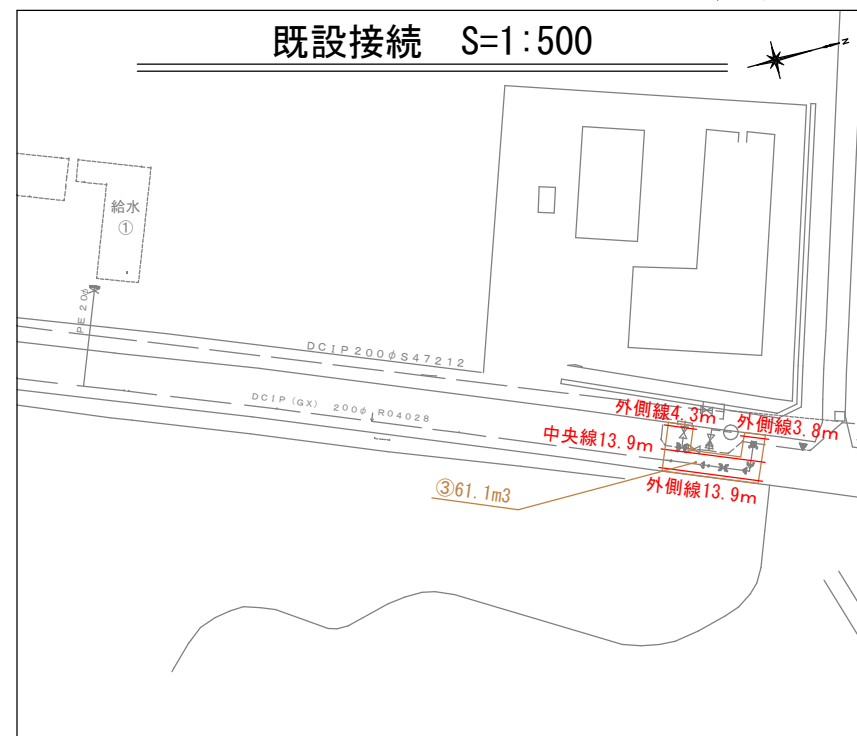 既設接続 S=1:500
N
給水
①
PE20φ
DCIP200φS47212
DCIP(GX) 200φ R04028
外側線4.3m
外側線3.8m
中央線13.9m
外側線13.9m
③61.1m3